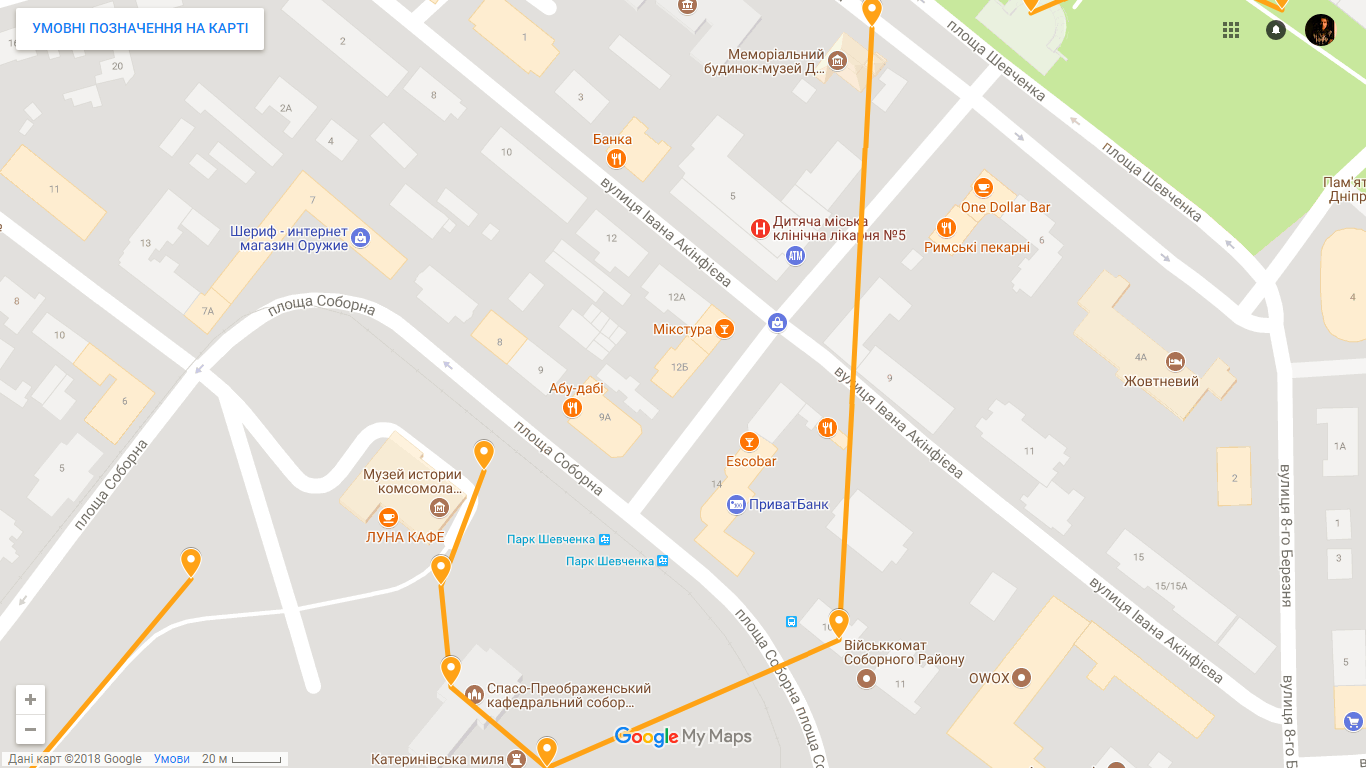 УМОВНІ ПОЗНАЧЕННЯ НА КАРТІ
20
2
1
площа Шевченка
Меморіальний
будинок-музей Д...
8
2А
3
4
Банка
10
5
площа Шевченка
11
вулиця Івана Акінфієва
One Dollar Bar
Пам'ят
Дніпр
7
Шериф - интернет
магазин Оружие
Дитяча міська
клінічна лікарня №5
ATM
Римські пекарні
6
13
12
площа Соборна
12А
7А
8
4
10
Мікстура
8
9
12Б
4А
Жовтневий
Абу-дабі
9А
вулиця Івана Акінфієва
9
6
площа Соборна
площа Соборна
5
11
1А
Escobar
Музей истории
комсомола...
14
ПриватБанк
2
вулиця 8-го Березня
ЛУНА КАФЕ
Парк Шевченка
Парк Шевченка
1
3
15
15/15А
вулиця Івана Акінфієва
площа Соборна
площа Со
Військкомат
Соборного Району
11
OWOX
5
Спасо-Преображенський
кафедральний собор...
вулиця 8-го Б
Катеринівська миля
Google My Maps
Дані карт ©2018 Google
Умови
20 м